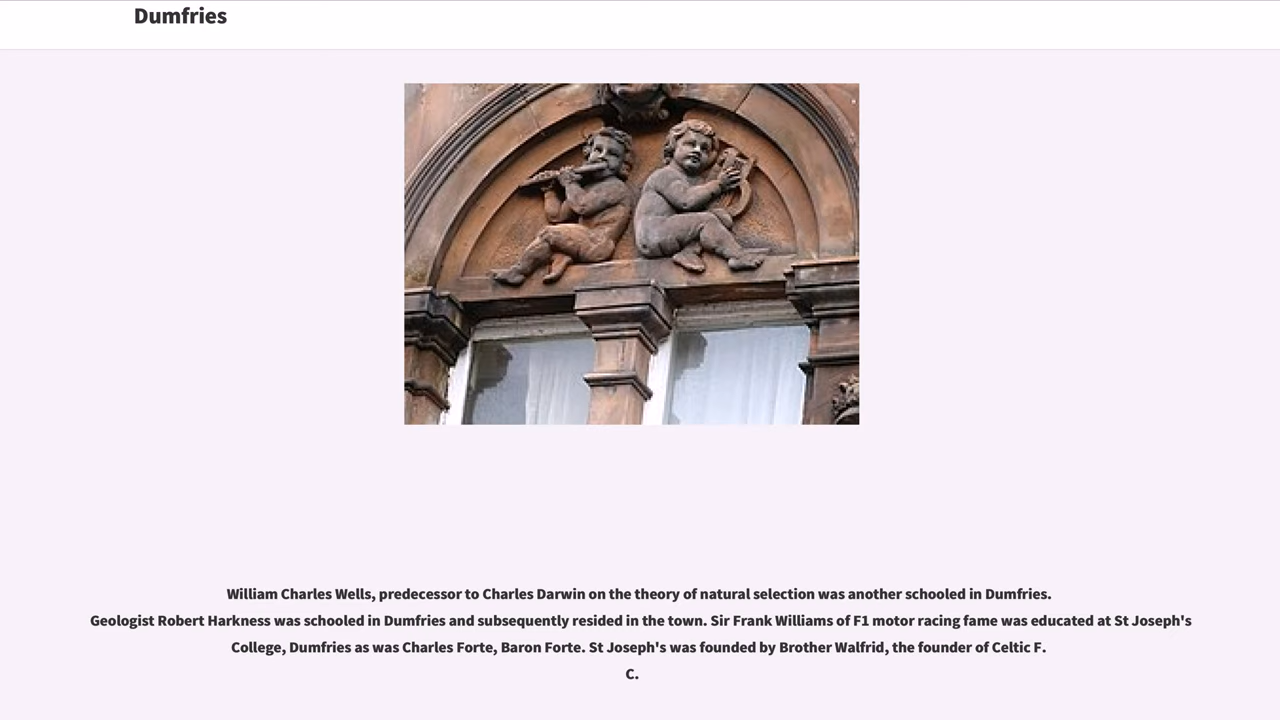 Dumfries
William Charles Wells, predecessor to Charles Darwin on the theory of natural selection was another schooled in Dumfries.
Geologist Robert Harkness was schooled in Dumfries and subsequently resided in the town. Sir Frank Williams of F1 motor racing fame was educated at St Joseph's
College, Dumfries as was Charles Forte, Baron Forte. St Joseph's was founded by Brother Walfrid, the founder of Celtic F.
C.